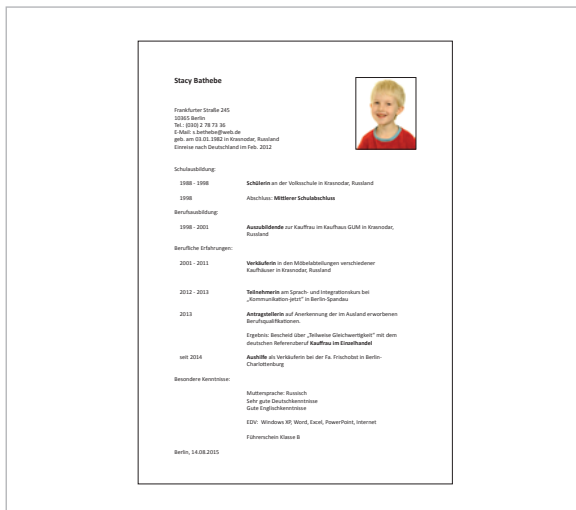 Stacy Bathebe
Frankfurter Straße 245
10365 Berlin
Tel.: (030) 2 78 73 36
E-Mail: s.bethebe@web.de
geb. am 03.01.1982 in Krasnodar, Russland
Einreise nach Deutschland im Feb. 2012
Schulausbildung:
1988 - 1998 Schülerin an der Volksschule in Krasnodar, Russland
1998 Abschluss: Mittlerer Schulabschluss
Berufsausbildung:
1998 - 2001 Auszubildende zur Kauffrau im Kaufhaus GUM in Krasnodar,
Russland
Berufliche Erfahrungen:
2001 - 2011 Verkäuferin in den Möbelabteilungen verschiedener
Kaufhäuser in Krasnodar, Russland
2012 - 2013 Teilnehmerin am Sprach- und Integrationskurs bei
„Kommunikation-jetzt" in Berlin-Spandau
2013 Antragstellerin auf Anerkennung der im Ausland erworbenen
Berufsqualifikationen.
Ergebnis: Bescheid über „Teilweise Gleichwertigkeit" mit dem
deutschen Referenzberuf Kauffrau im Einzelhandel
seit 2014 Aushilfe als Verkäuferin bei der Fa. Frischobst in Berlin-
Charlottenburg
Besondere Kenntnisse:
Muttersprache: Russisch
Sehr gute Deutschkenntnisse
Gute Englischkenntnisse
EDV: Windows XP, Word, Excel, PowerPoint, Internet
Führerschein Klasse B
Berlin, 14.08.2015